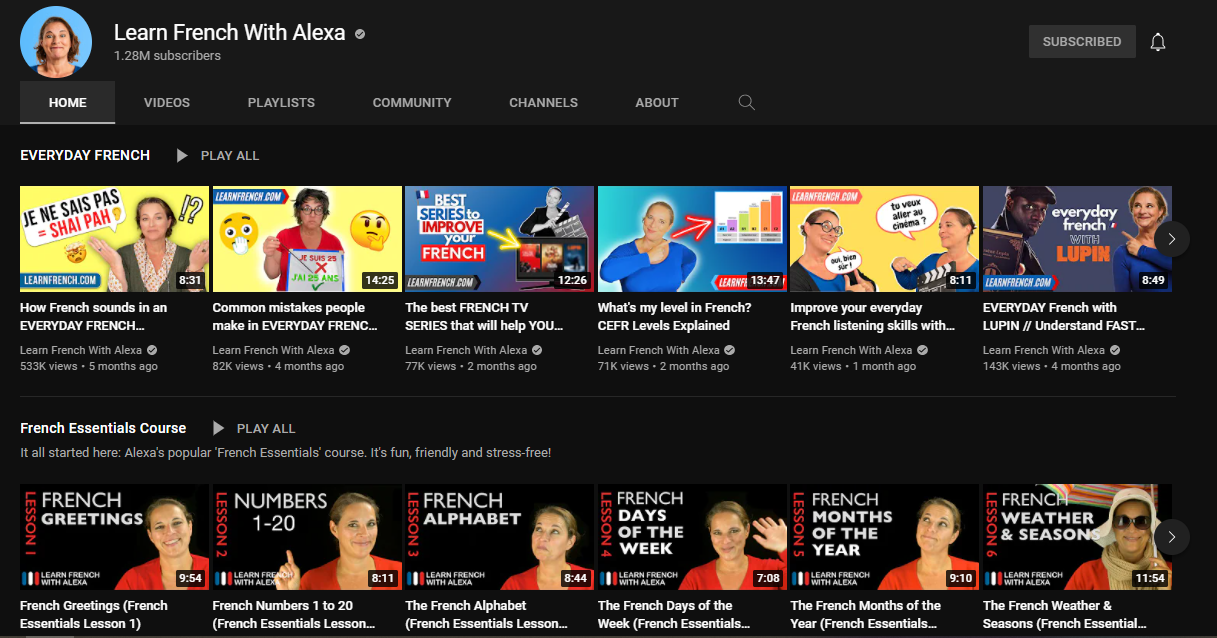 Learn French With Alexa
1.28M subscribers
SUBSCRIBED
HOME VIDEOS PLAYLISTS COMMUNITY CHANNELS ABOUT
EVERYDAY FRENCH PLAY ALL
JE NE SAIS PAS
= SHAI PAH
!?
LEARNFRENCH.COM
8:31
LEARNFRENCH.COM
JE SUIS 25
J'AI 25 ANS
14:25
BEST
SERIES to
IMPROVE
your
FRENCH
LEARNFRENCH.COM
12:26
LEARNFRENCH
13:47
LEARNFRENCH.COM
tu veux
aller au
cinéma ?
oui, bien
sûr !
8:11
everyday
french
WITH
LUPIN
LEARNFRENCH.COM
8:49
How French sounds in an
EVERYDAY FRENCH...
Learn French With Alexa
533K views • 5 months ago
Common mistakes people
make in EVERYDAY FRENC...
Learn French With Alexa
82K views • 4 months ago
The best FRENCH TV
SERIES that will help YOU...
Learn French With Alexa
77K views • 2 months ago
What's my level in French?
CEFR Levels Explained
Learn French With Alexa
71K views • 2 months ago
Improve your everyday
French listening skills with...
Learn French With Alexa
41K views • 1 month ago
EVERYDAY French with
LUPIN // Understand FAST...
Learn French With Alexa
143K views • 4 months ago
French Essentials Course PLAY ALL
It all started here: Alexa's popular 'French Essentials' course. It's fun, friendly and stress-free!
LESSON 1
FRENCH
GREETINGS
LEARN FRENCH
WITH ALEXA
9:54
LESSON 2
NUMBERS
1-20
LEARN FRENCH
WITH ALEXA
8:11
LESSON 3
FRENCH
ALPHABET
LEARN FRENCH
WITH ALEXA
8:44
LESSON 4
FRENCH
DAYS
OF THE
WEEK
LEARN FRENCH
WITH ALEXA
7:08
LESSON 5
FRENCH
MONTHS
OF THE
YEAR
LEARN FRENCH
WITH ALEXA
9:10
LESSON 6
FRENCH
WEATHER
& SEASONS
LEARN FRENCH
WITH ALEXA
11:54
French Greetings (French
Essentials Lesson 1)
French Numbers 1 to 20
(French Essentials Lesson...
The French Alphabet
(French Essentials Lesson...
The French Days of the
Week (French Essentials...
The French Months of the
Year (French Essentials...
The French Weather &
Seasons (French Essential...